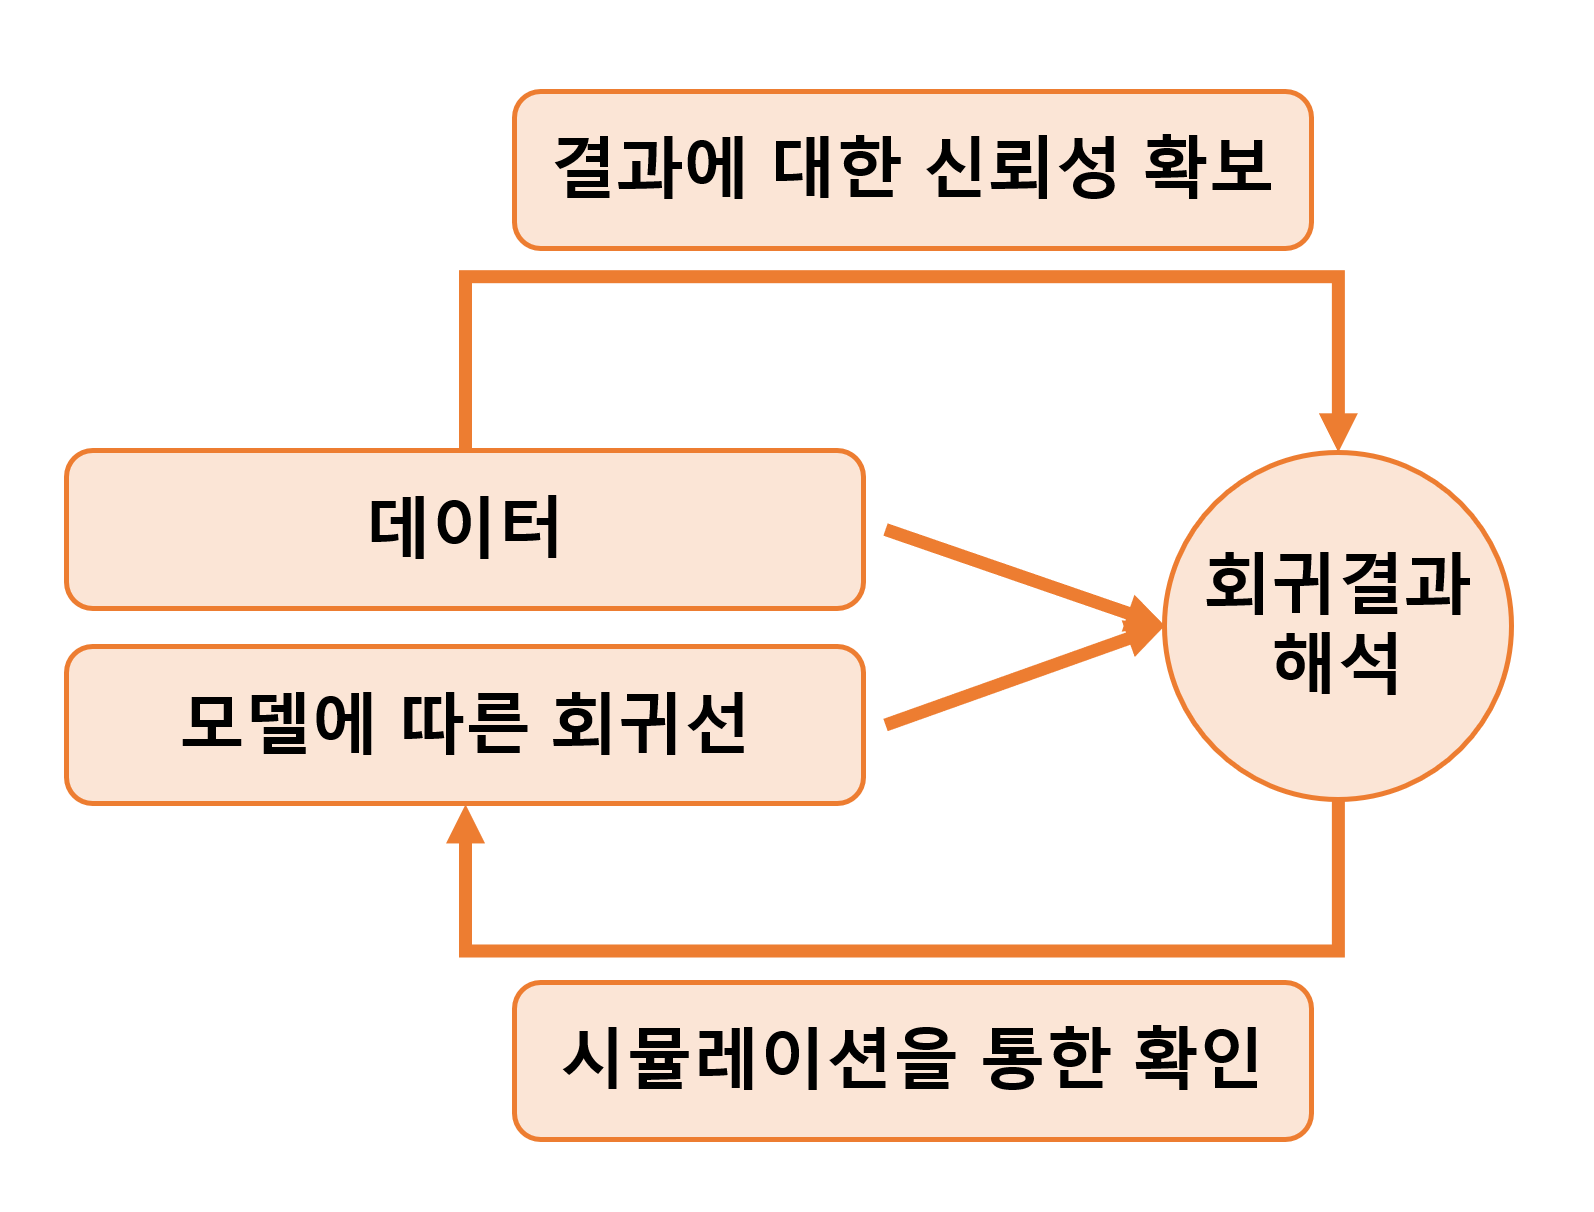 결과에 대한 신뢰성 확보
데이터
모델에 따른 회귀선
회귀결과
해석
시뮬레이션을 통한 확인